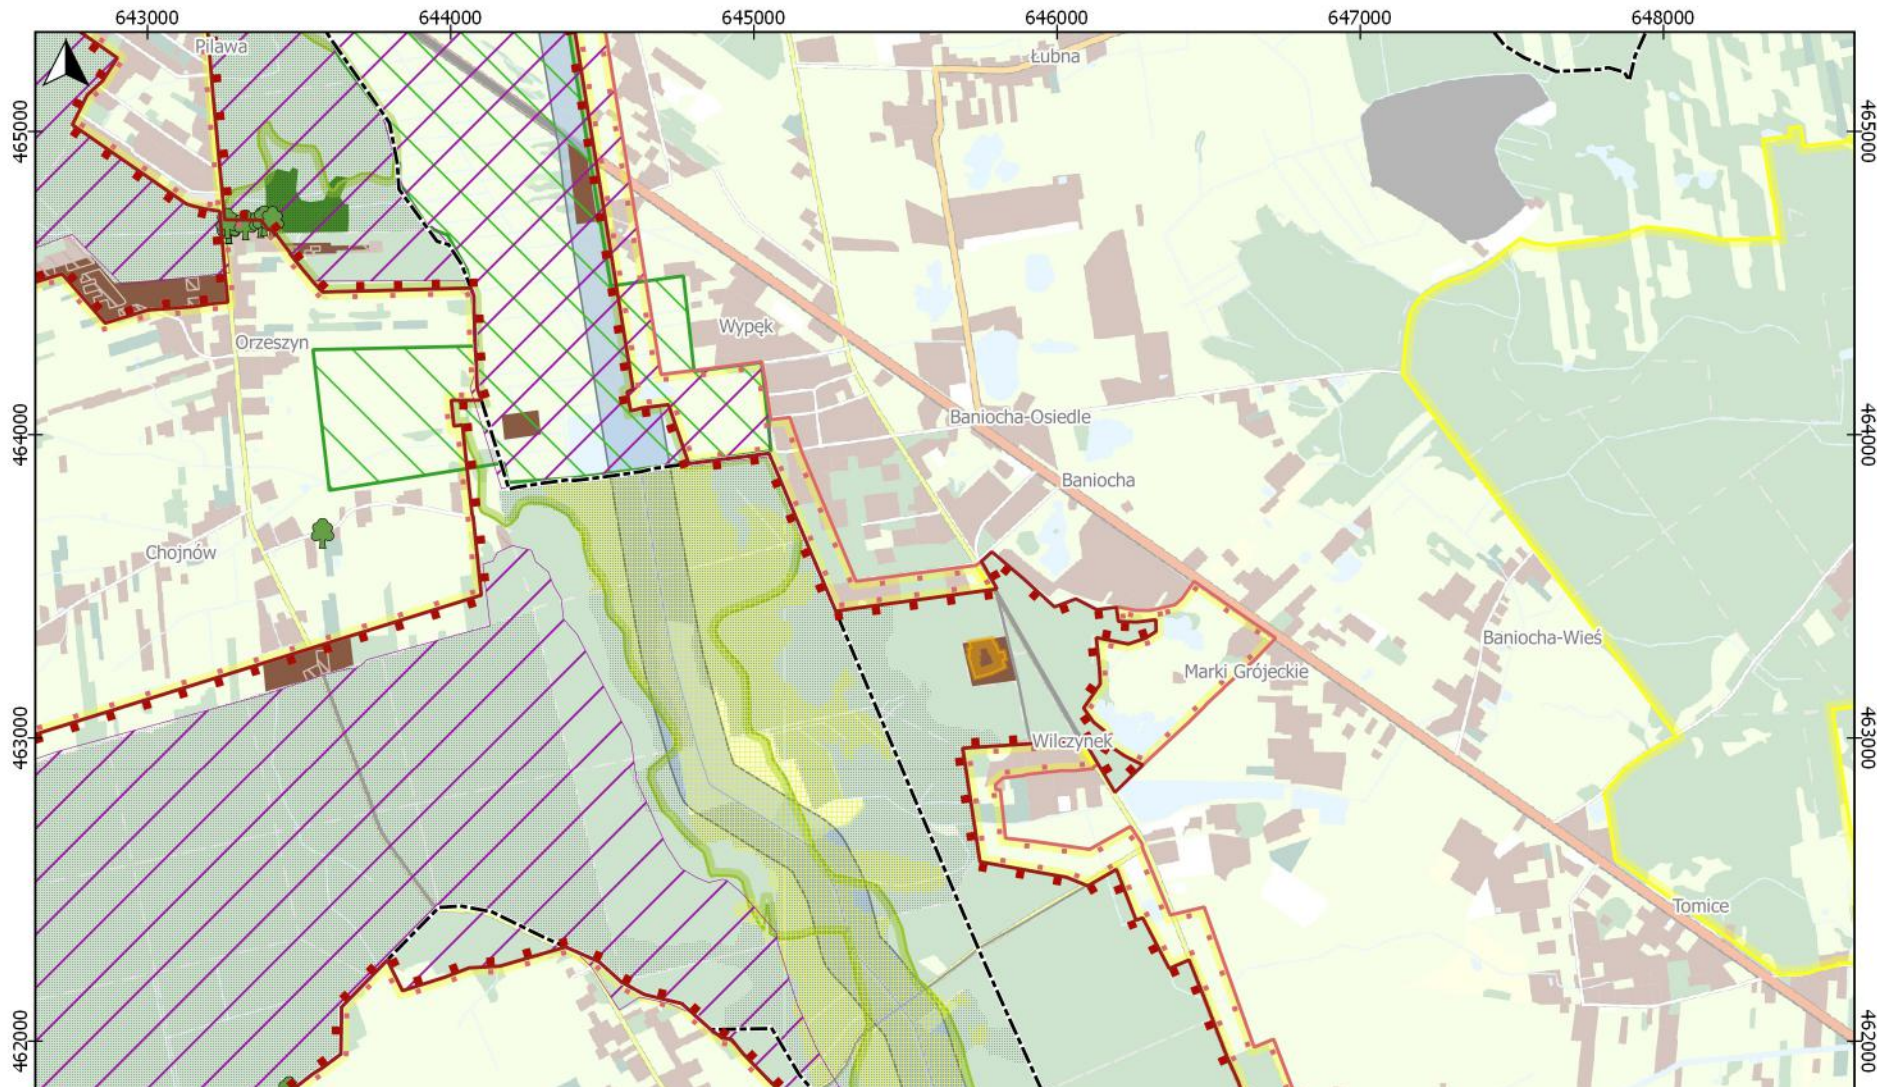 643000 644000 645000 646000 647000 648000
Pilawa
Łubna
465000 465000
Wypęk
Orzeszyn
Baniocha-Osiedle
464000 464000
Baniocha
Chojnów
Baniocha-Wieś
Marki Grójeckie
463000 463000
Wilczynek
Tomice
462000 462000